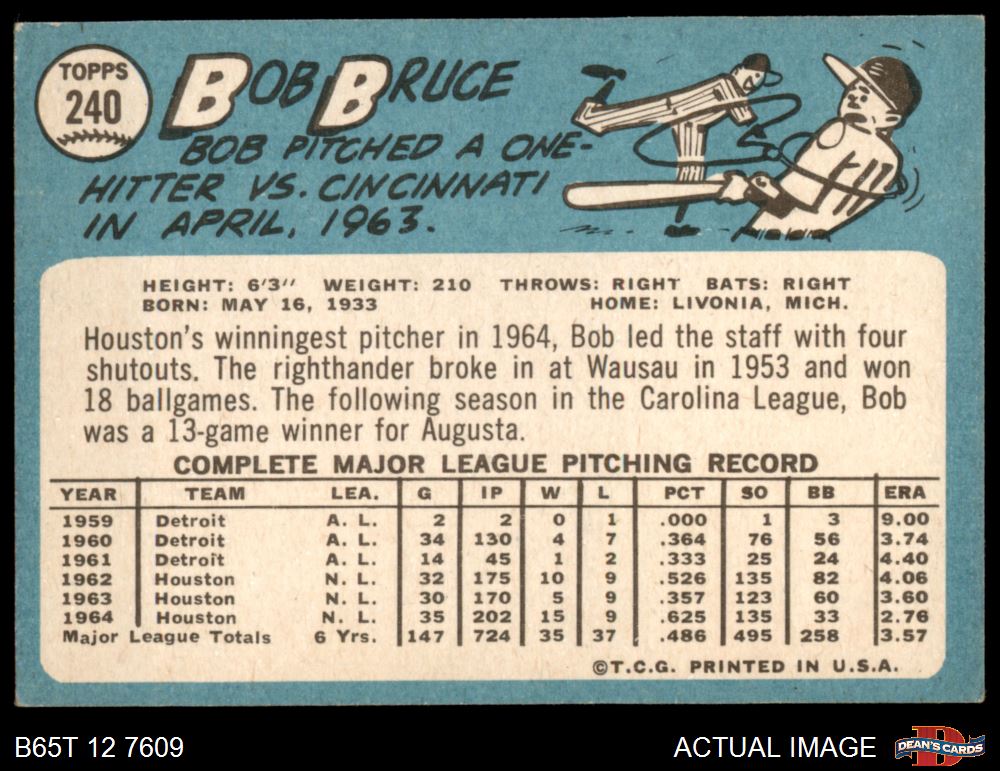 TOPPS
240
BOB BRUCE
BOB PITCHED A ONE-
HITTER VS. CINCINNATI
IN APRIL, 1963.
HEIGHT: 6'3" WEIGHT: 210 THROWS: RIGHT BATS: RIGHT
BORN: MAY 16, 1933 HOME: LIVONIA, MICH.
Houston's winningest pitcher in 1964, Bob led the staff with four
shutouts. The righthander broke in at Wausau in 1953 and won
18 ballgames. The following season in the Carolina League, Bob
was a 13-game winner for Augusta.
COMPLETE MAJOR LEAGUE PITCHING RECORD
YEAR TEAM LEA. G IP W L PCT SO BB ERA
1959 Detroit A. L. 2 2 0 1 .000 1 3 9.00
1960 Detroit A. L. 34 130 4 7 .364 76 56 3.74
1961 Detroit A. L. 14 45 1 2 .333 25 24 4.40
1962 Houston N. L. 32 175 10 9 .526 135 82 4.06
1963 Houston N. L. 30 170 5 9 .357 123 60 3.60
1964 Houston N. L. 35 202 15 9 .625 135 33 2.76
Major League Totals 6 Yrs. 147 724 35 37 .486 495 258 3.57
©T.C.G. PRINTED IN U.S.A.
B65T 12 7609 ACTUAL IMAGE D DEAN'S CARDS